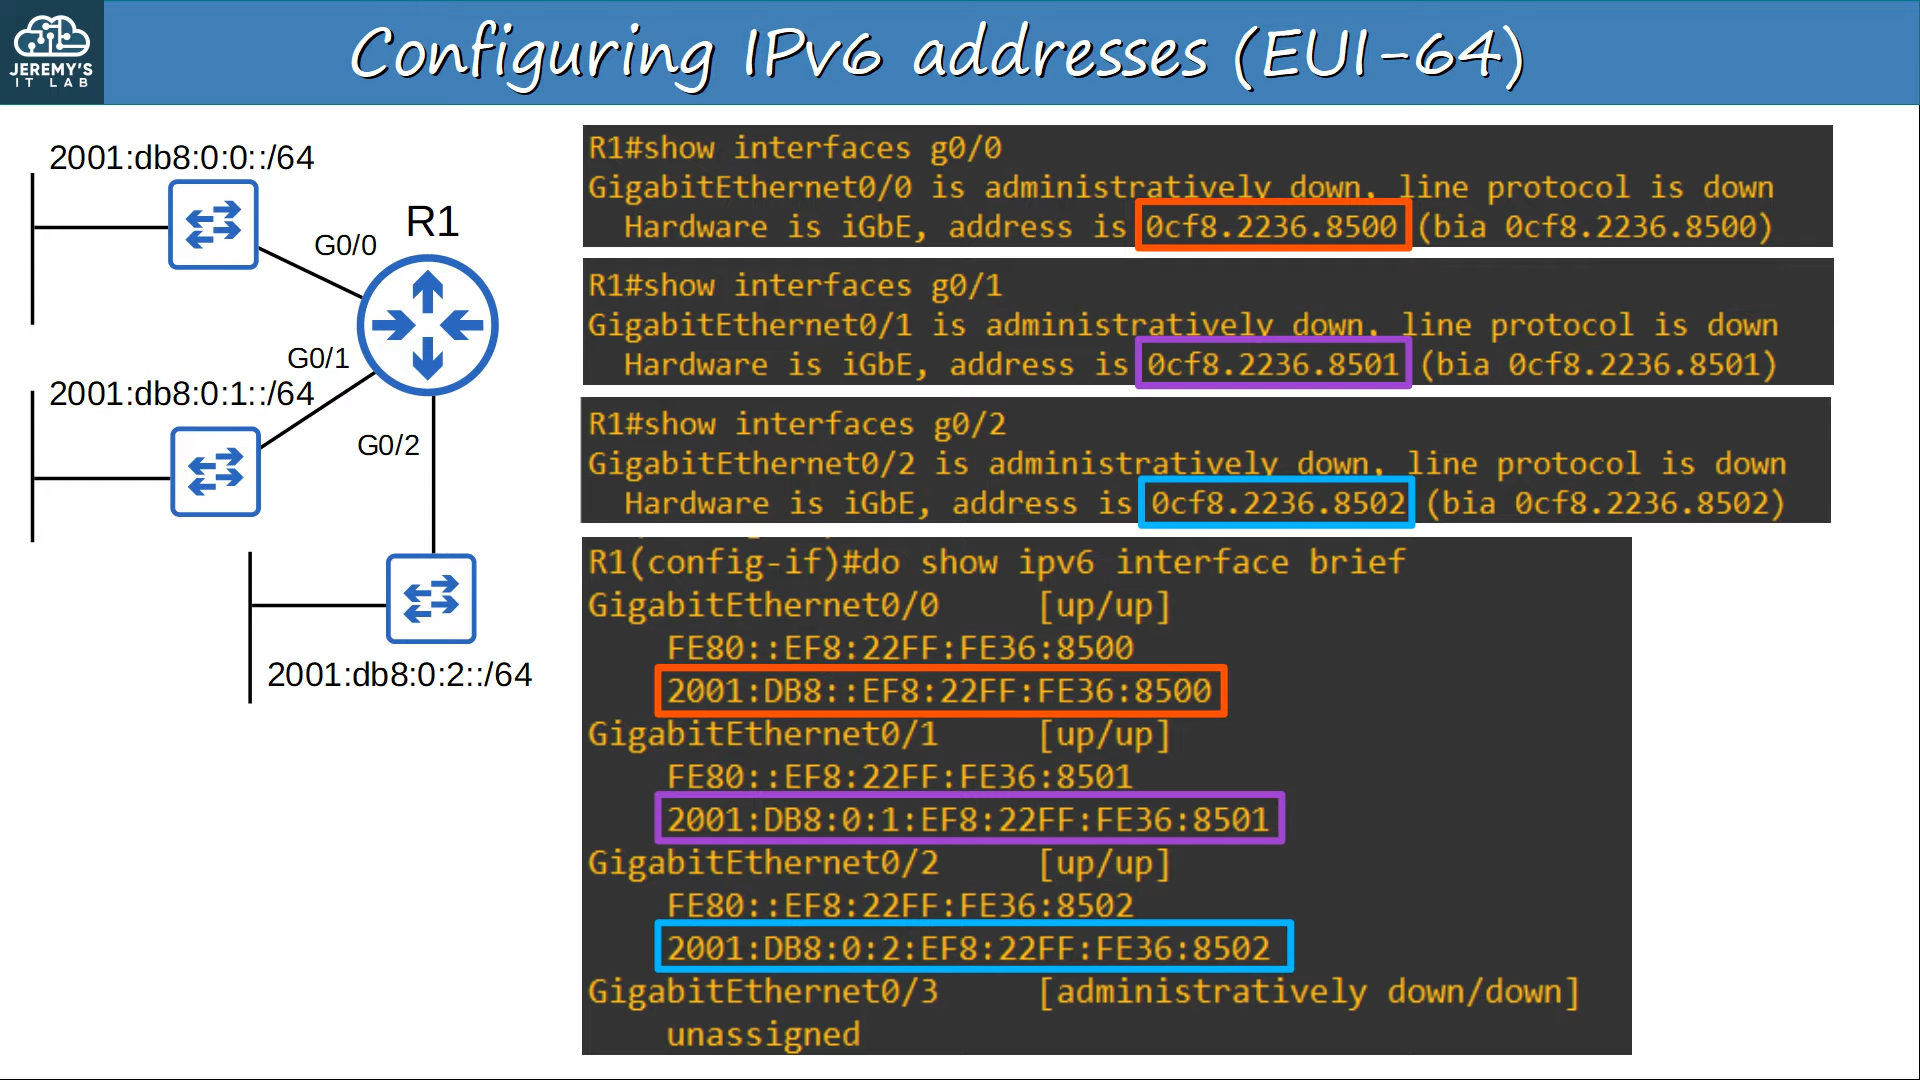 JEREMY'S
IT LAB
Configuring IPv6 addresses (EUI-64)
2001:db8:0:0::/64
R1
G0/0
G0/1
2001:db8:0:1::/64
G0/2
2001:db8:0:2::/64
R1#show interfaces g0/0
GigabitEthernet0/0 is administratively down, line protocol is down
Hardware is iGbE, address is 0cf8.2236.8500 (bia 0cf8.2236.8500)
R1#show interfaces g0/1
GigabitEthernet0/1 is administratively down, line protocol is down
Hardware is iGbE, address is 0cf8.2236.8501 (bia 0cf8.2236.8501)
R1#show interfaces g0/2
GigabitEthernet0/2 is administratively down, line protocol is down
Hardware is iGbE, address is 0cf8.2236.8502 (bia 0cf8.2236.8502)
R1(config-if)#do show ipv6 interface brief
GigabitEthernet0/0 [up/up]
FE80::EF8:22FF:FE36:8500
2001:DB8::EF8:22FF:FE36:8500
GigabitEthernet0/1 [up/up]
FE80::EF8:22FF:FE36:8501
2001:DB8:0:1:EF8:22FF:FE36:8501
GigabitEthernet0/2 [up/up]
FE80::EF8:22FF:FE36:8502
2001:DB8:0:2:EF8:22FF:FE36:8502
GigabitEthernet0/3 [administratively down/down]
unassigned